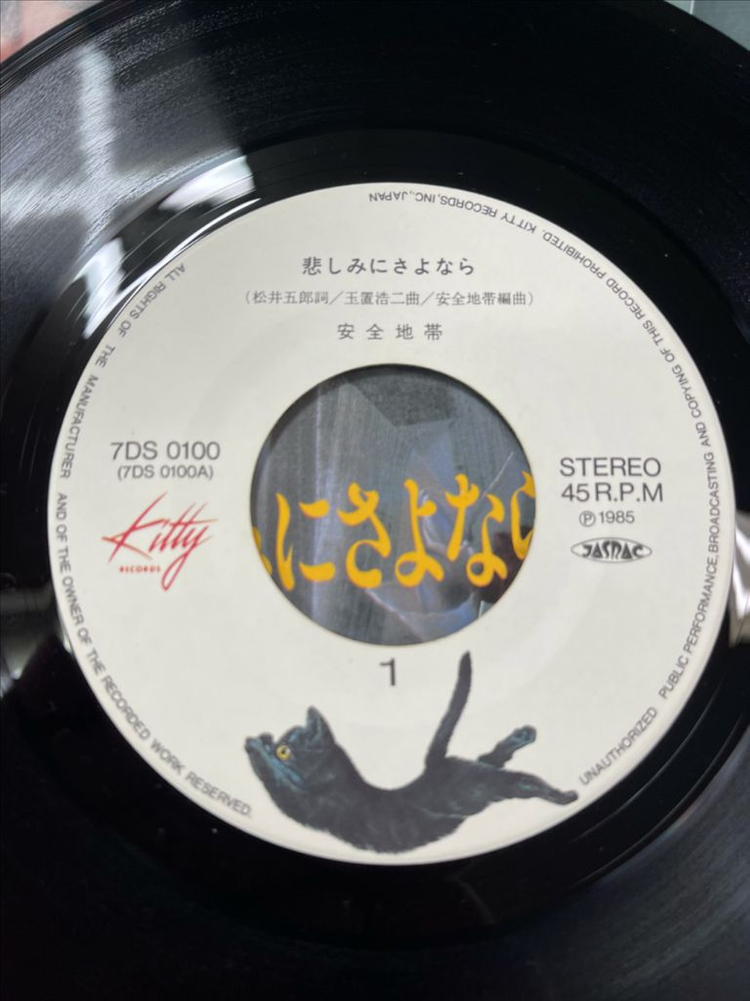 悲しみにさよなら
(松井五郎詞/玉置浩二曲/安全地帯編曲)
安全地帯
7DS 0100
(7DS 0100A)
Kitty
RECORDS
STEREO
45 R.P.M
Ⓟ1985
JASRAC
にさよなら
1
ALL RIGHTS OF THE MANUFACTURER AND OF THE OWNER OF THE RECORDED WORK RESERVED.
UNAUTHORIZED PUBLIC PERFORMANCE, BROADCASTING AND COPYING OF THIS RECORD PROHIBITED. KITTY RECORDS, INC., JAPAN